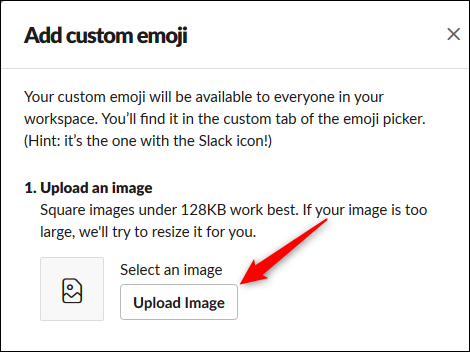 Add custom emoji
Your custom emoji will be available to everyone in your
workspace. You’ll find it in the custom tab of the emoji picker.
(Hint: it’s the one with the Slack icon!)
1. Upload an image
Square images under 128KB work best. If your image is too
large, we'll try to resize it for you.
Select an image
Upload Image